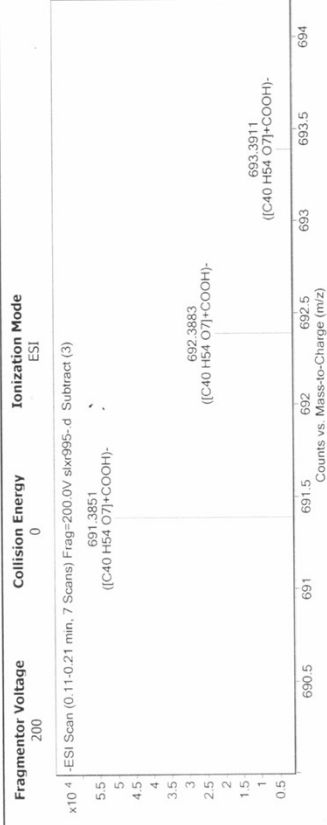 Fragmentor Voltage Collision Energy Ionization Mode
200 0 ESI
x10 4 -ESI Scan (0.11-0.21 min, 7 Scans) Frag=200.0V slxr995-.d Subtract (3)
5.5
5
4.5
4
3.5
3
2.5
2
1.5
1
0.5
691.3851
([C40 H54 O7]+COOH)-
692.3883
([C40 H54 O7]+COOH)-
693.3911
([C40 H54 O7]+COOH)-
690.5 691 691.5 692 692.5 693 693.5 694
Counts vs. Mass-to-Charge (m/z)